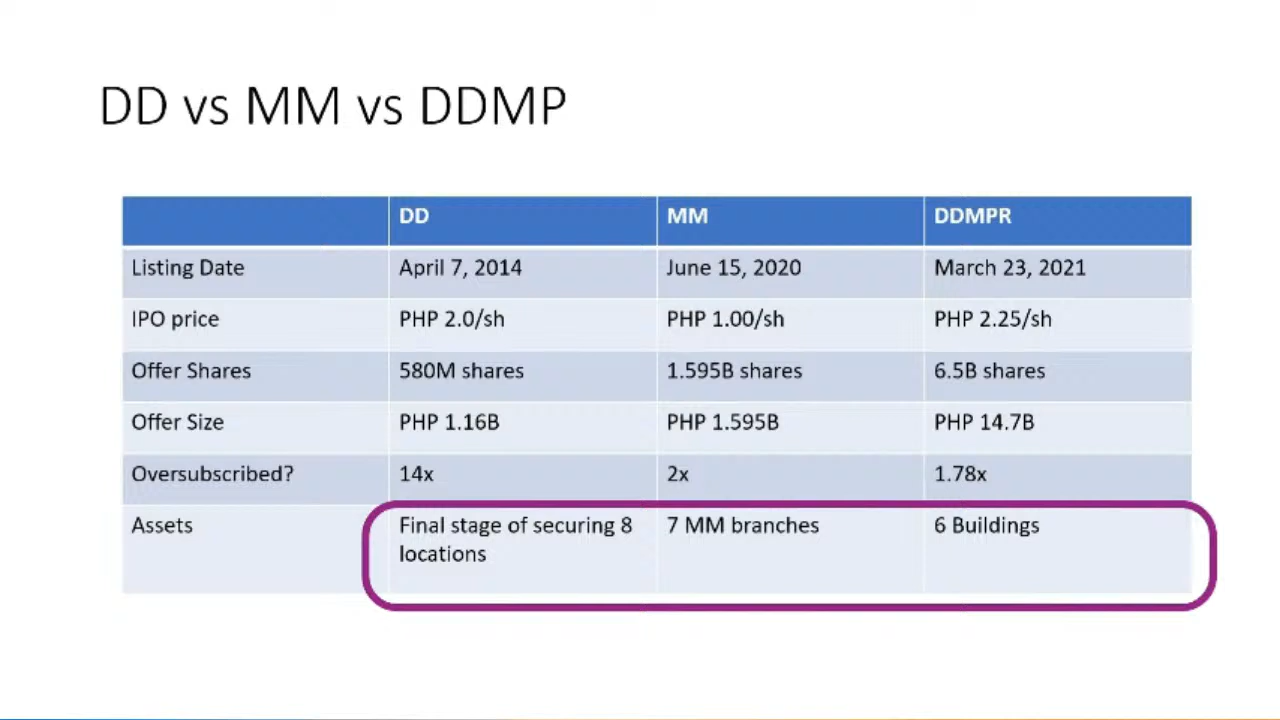 DD vs MM vs DDMP
DD MM DDMPR
Listing Date April 7, 2014 June 15, 2020 March 23, 2021
IPO price PHP 2.0/sh PHP 1.00/sh PHP 2.25/sh
Offer Shares 580M shares 1.595B shares 6.5B shares
Offer Size PHP 1.16B PHP 1.595B PHP 14.7B
Oversubscribed? 14x 2x 1.78x
Assets Final stage of securing 8 7 MM branches 6 Buildings
locations